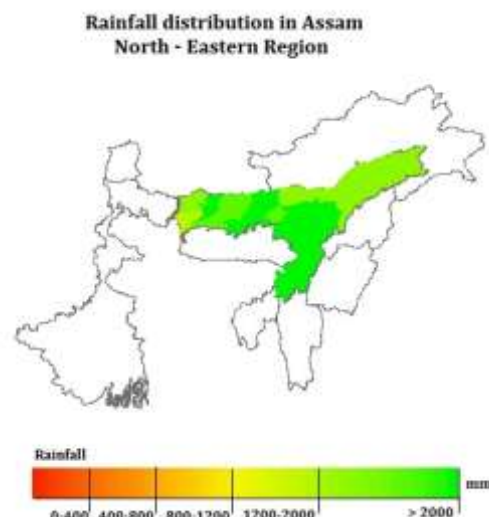 Rainfall distribution in Assam
North - Eastern Region
Rainfall
mm
0-400 400-800 800-1200 1200-2000 > 2000